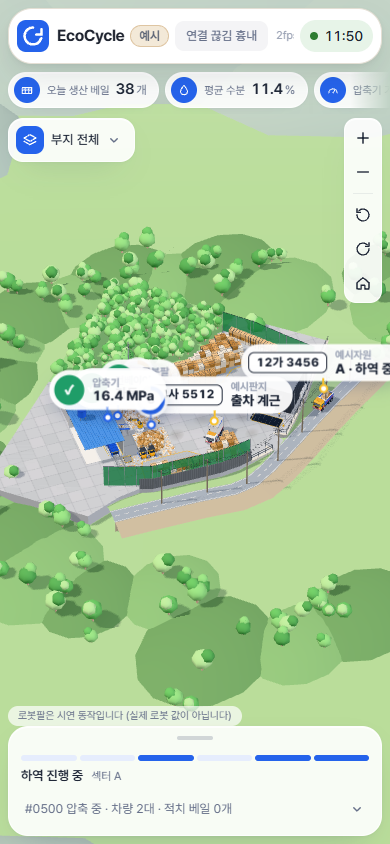 EcoCycle 예시 연결 끊김 흉내 2fp 11:50
오늘 생산 베일 38개 평균 수분 11.4% 압축기
부지 전체
12가 3456 예시자원 A · 하역 중
압축기 16.4 MPa
사 5512 예시판지 출차 계근
로봇팔은 시연 동작입니다 (실제 로봇 값이 아닙니다)
하역 진행 중 섹터 A
#0500 압축 중 · 차량 2대 · 적치 베일 0개